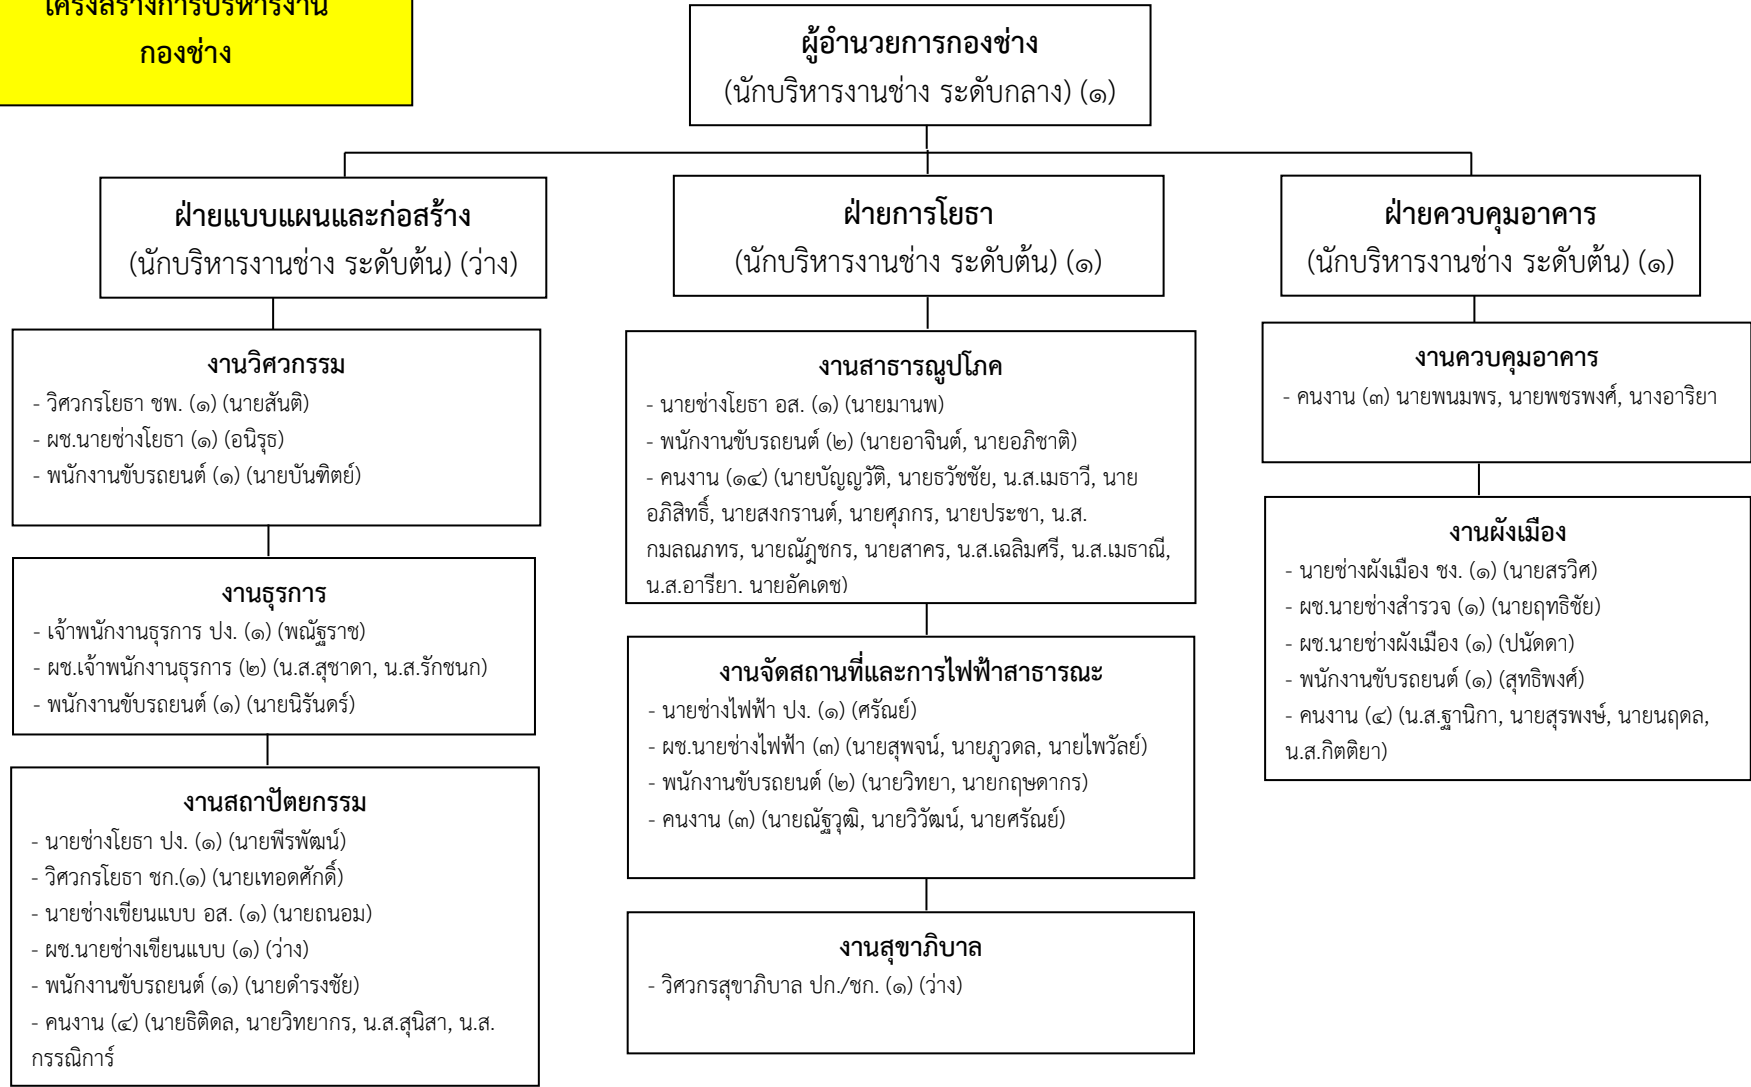 โครงสร้างการบริหารงาน
กองช่าง
ผู้อำนวยการกองช่าง
(นักบริหารงานช่าง ระดับกลาง) (๑)
ฝ่ายแบบแผนและก่อสร้าง
(นักบริหารงานช่าง ระดับต้น) (ว่าง)
งานวิศวกรรม
- วิศวกรโยธา ชพ. (๑) (นายสันติ)
- ผช.นายช่างโยธา (๑) (อนิรุธ)
- พนักงานขับรถยนต์ (๑) (นายบันฑิตย์)
งานธุรการ
- เจ้าพนักงานธุรการ ปง. (๑) (พณัฐราช)
- ผช.เจ้าพนักงานธุรการ (๒) (น.ส.สุชาดา, น.ส.รักชนก)
- พนักงานขับรถยนต์ (๑) (นายนิรันดร์)
งานสถาปัตยกรรม
- นายช่างโยธา ปง. (๑) (นายพีรพัฒน์)
- วิศวกรโยธา ชก.(๑) (นายเทอดศักดิ์)
- นายช่างเขียนแบบ อส. (๑) (นายถนอม)
- ผช.นายช่างเขียนแบบ (๑) (ว่าง)
- พนักงานขับรถยนต์ (๑) (นายดำรงชัย)
- คนงาน (๔) (นายธิติดล, นายวิทยากร, น.ส.สุนิสา, น.ส.
กรรณิการ์
ฝ่ายการโยธา
(นักบริหารงานช่าง ระดับต้น) (๑)
งานสาธารณูปโภค
- นายช่างโยธา อส. (๑) (นายมานพ)
- พนักงานขับรถยนต์ (๒) (นายอาจินต์, นายอภิชาติ)
- คนงาน (๑๔) (นายบัญญวัติ, นายธวัชชัย, น.ส.เมธาวี, นาย
อภิสิทธิ์, นายสงกรานต์, นายศุภกร, นายประชา, น.ส.
กมลณภทร, นายณัฎชกร, นายสาคร, น.ส.เฉลิมศรี, น.ส.เมธาณี,
น.ส.อารียา, นายอัคเดช)
งานจัดสถานที่และการไฟฟ้าสาธารณะ
- นายช่างไฟฟ้า ปง. (๑) (ศรัณย์)
- ผช.นายช่างไฟฟ้า (๓) (นายสุพจน์, นายภูวดล, นายไพวัลย์)
- พนักงานขับรถยนต์ (๒) (นายวิทยา, นายกฤษดากร)
- คนงาน (๓) (นายณัฐวุฒิ, นายวิวัฒน์, นายศรัณย์)
งานสุขาภิบาล
- วิศวกรสุขาภิบาล ปก./ชก. (๑) (ว่าง)
ฝ่ายควบคุมอาคาร
(นักบริหารงานช่าง ระดับต้น) (๑)
งานควบคุมอาคาร
- คนงาน (๓) นายพนมพร, นายพชรพงศ์, นางอาริยา
งานผังเมือง
- นายช่างผังเมือง ชง. (๑) (นายสรวิศ)
- ผช.นายช่างสำรวจ (๑) (นายฤทธิชัย)
- ผช.นายช่างผังเมือง (๑) (ปนัดดา)
- พนักงานขับรถยนต์ (๑) (สุทธิพงศ์)
- คนงาน (๔) (น.ส.ฐานิกา, นายสุรพงษ์, นายนฤดล,
น.ส.กิตติยา)